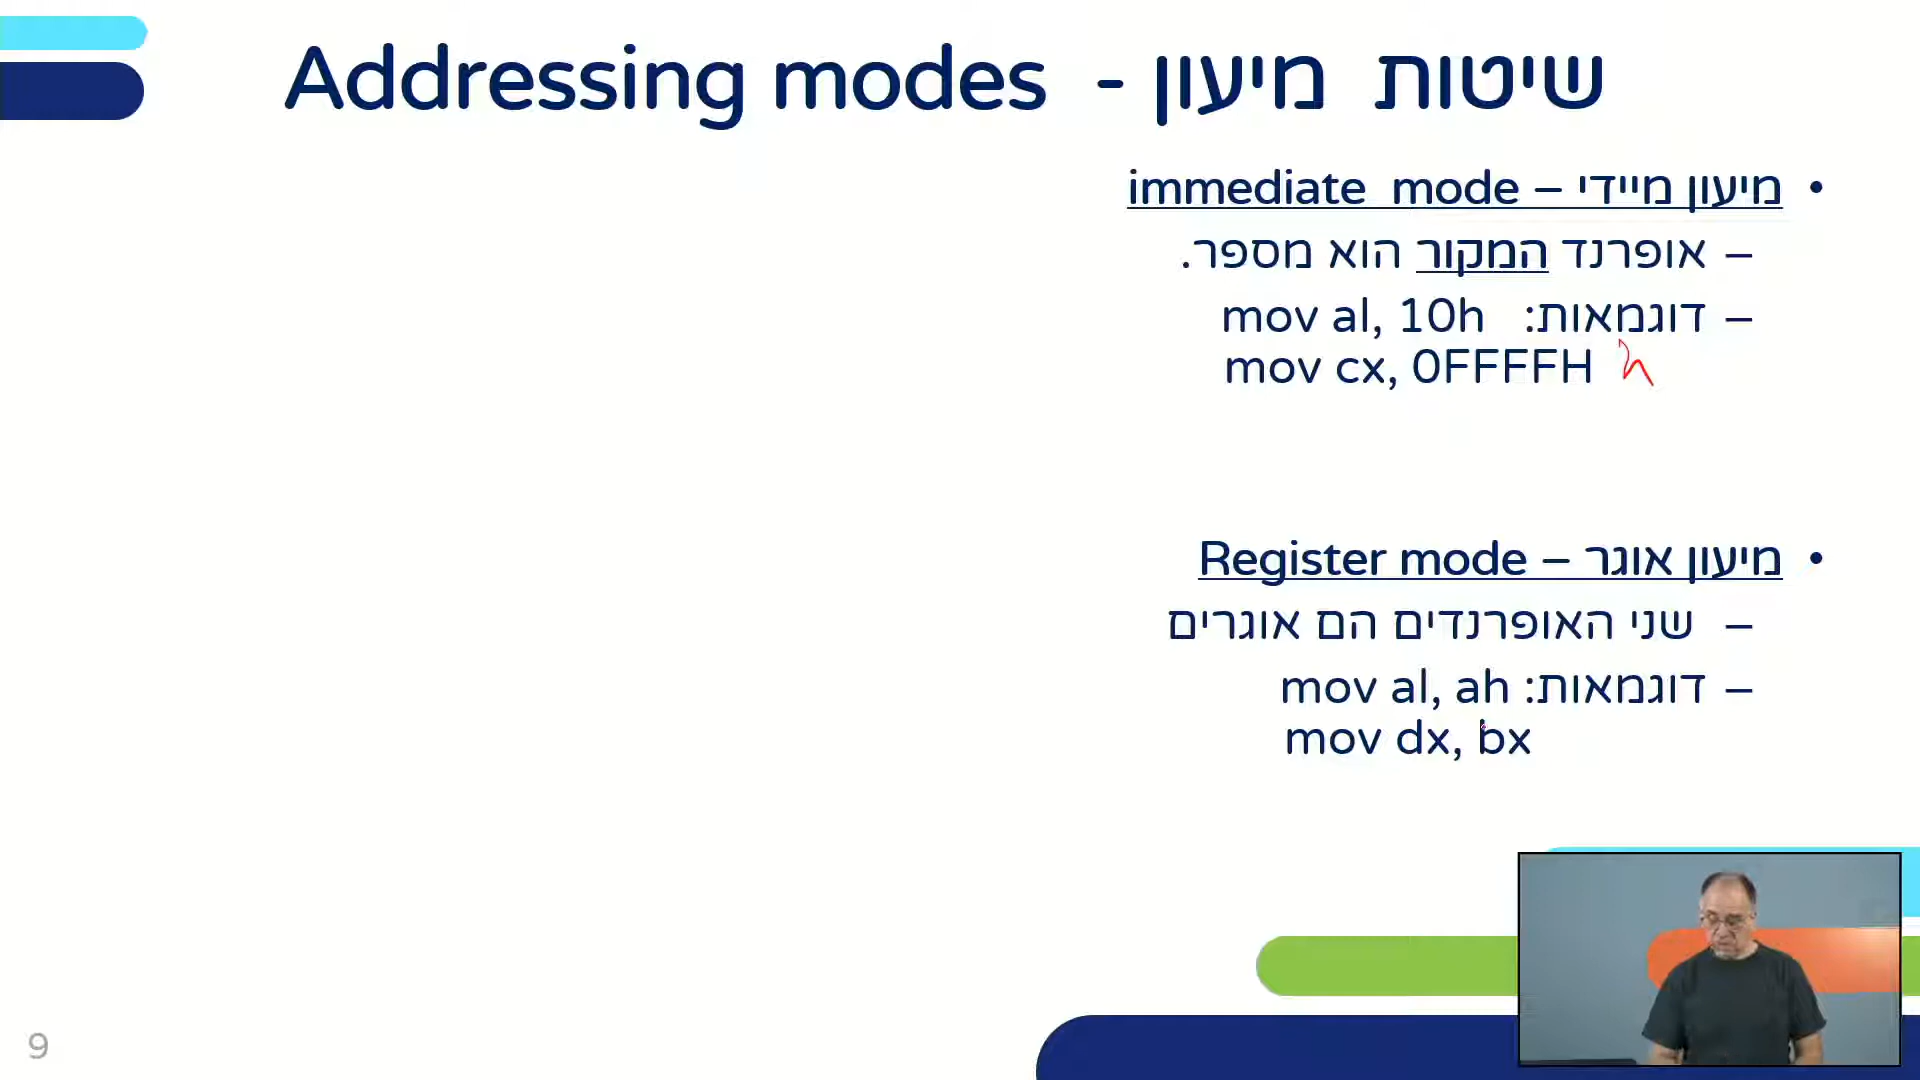 שיטות מיעון - Addressing modes
• מיעון מיידי – immediate mode
– אופרנד המקור הוא מספר.
– דוגמאות: mov al, 10h
mov cx, 0FFFFH
• מיעון אוגר – Register mode
– שני האופרנדים הם אוגרים
– דוגמאות: mov al, ah
mov dx, bx
9